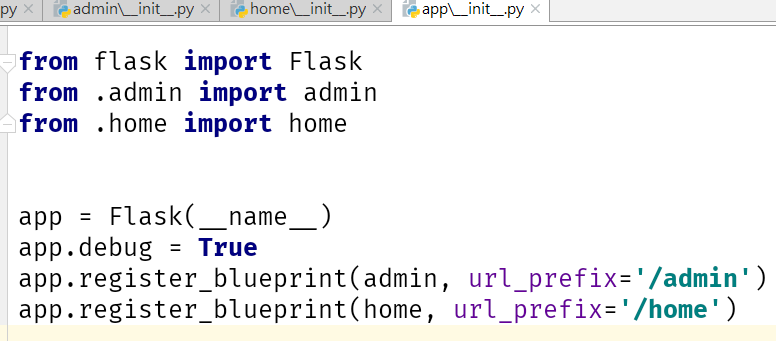 py admin\__init__.py home\__init__.py app\__init__.py
from flask import Flask
from .admin import admin
from .home import home
app = Flask(__name__)
app.debug = True
app.register_blueprint(admin, url_prefix='/admin')
app.register_blueprint(home, url_prefix='/home')